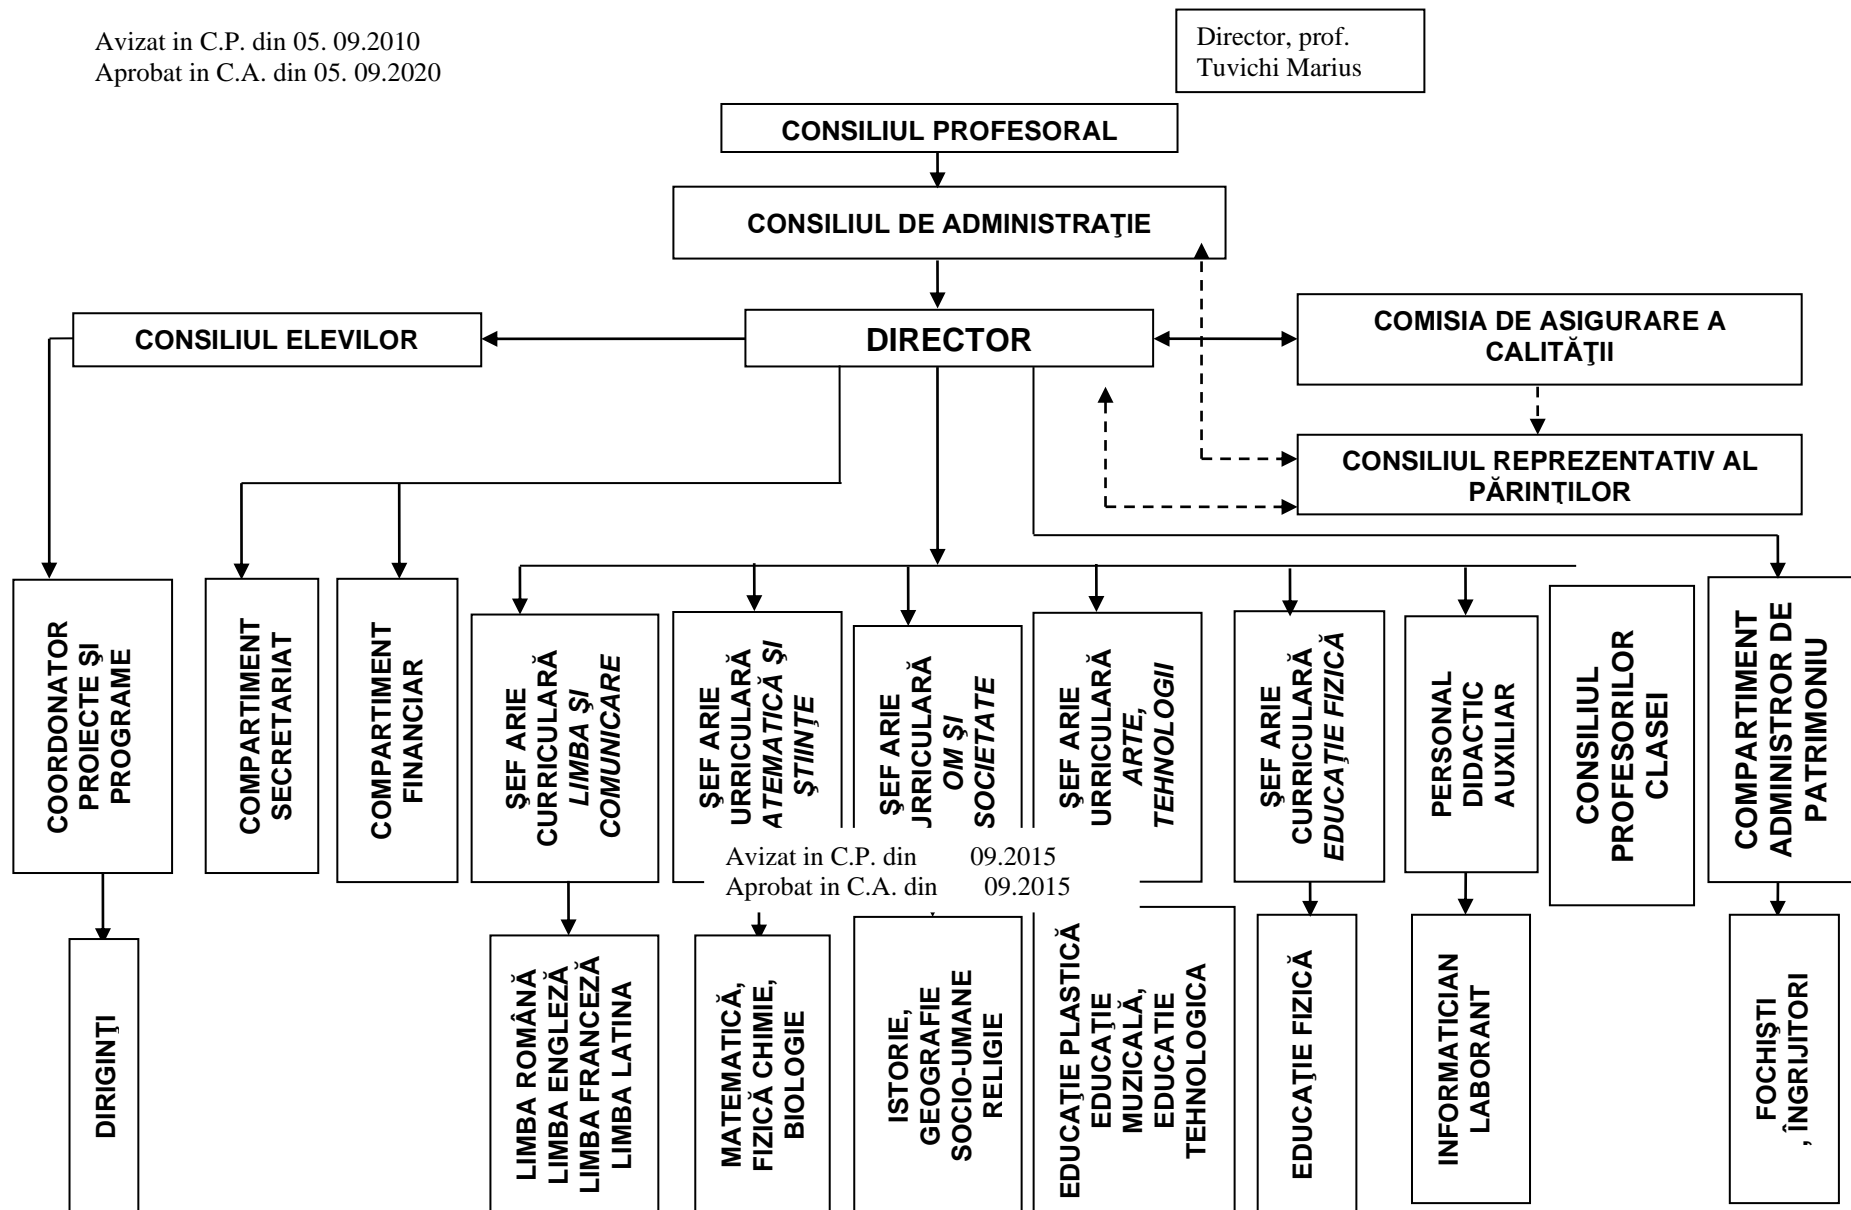 Avizat in C.P. din 05. 09.2010
Aprobat in C.A. din 05. 09.2020
Director, prof.
Tuvichi Marius
CONSILIUL PROFESORAL
CONSILIUL DE ADMINISTRAŢIE
CONSILIUL ELEVILOR
DIRECTOR
COMISIA DE ASIGURARE A
CALITĂŢII
CONSILIUL REPREZENTATIV AL
PĂRINŢILOR
COORDONATOR
PROIECTE ŞI
PROGRAME
COMPARTIMENT
SECRETARIAT
COMPARTIMENT
FINANCIAR
ŞEF ARIE
CURRICULARĂ
LIMBA ŞI
COMUNICARE
ŞEF ARIE
URRICULARĂ
ATEMATICĂ ŞI
ŞTIINŢE
ŞEF ARIE
JRRICULARĂ
OM ŞI
SOCIETATE
ŞEF ARIE
URRICULARĂ
ARTE,
TEHNOLOGII
ŞEF ARIE
CURRICULARĂ
EDUCAŢIE FIZICĂ
PERSONAL
DIDACTIC
AUXILIAR
CONSILIUL
PROFESORILOR
CLASEI
COMPARTIMENT
ADMINISTROR DE
PATRIMONIU
Avizat in C.P. din 09.2015
Aprobat in C.A. din 09.2015
DIRIGINŢI
LIMBA ROMÂNĂ
LIMBA ENGLEZĂ
LIMBA FRANCEZĂ
LIMBA LATINA
MATEMATICĂ,
FIZICĂ CHIMIE,
BIOLOGIE
ISTORIE,
GEOGRAFIE
SOCIO-UMANE
RELIGIE
EDUCAŢIE PLASTICĂ
EDUCAŢIE
MUZICALĂ,
EDUCATIE
TEHNOLOGICA
EDUCAŢIE FIZICĂ
INFORMATICIAN
LABORANT
FOCHIŞTI
, ÎNGRIJITORI